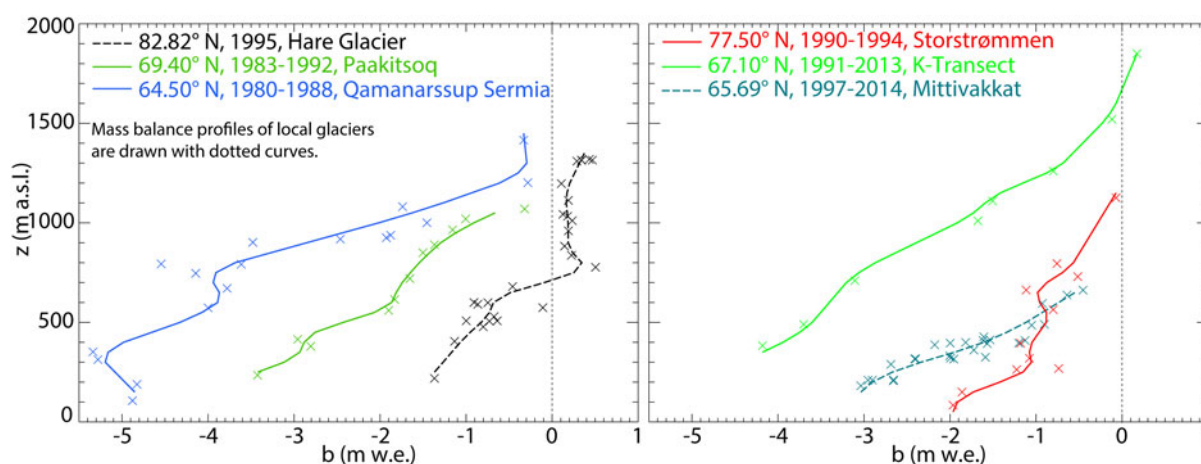 2000
1500
1000
500
0
z (m a.s.l.)
82.82° N, 1995, Hare Glacier
69.40° N, 1983-1992, Paakitsoq
64.50° N, 1980-1988, Qamanarssup Sermia
Mass balance profiles of local glaciers
are drawn with dotted curves.
-5 -4 -3 -2 -1 0 1
b (m w.e.)
77.50° N, 1990-1994, Storstrømmen
67.10° N, 1991-2013, K-Transect
65.69° N, 1997-2014, Mittivakkat
-5 -4 -3 -2 -1 0
b (m w.e.)